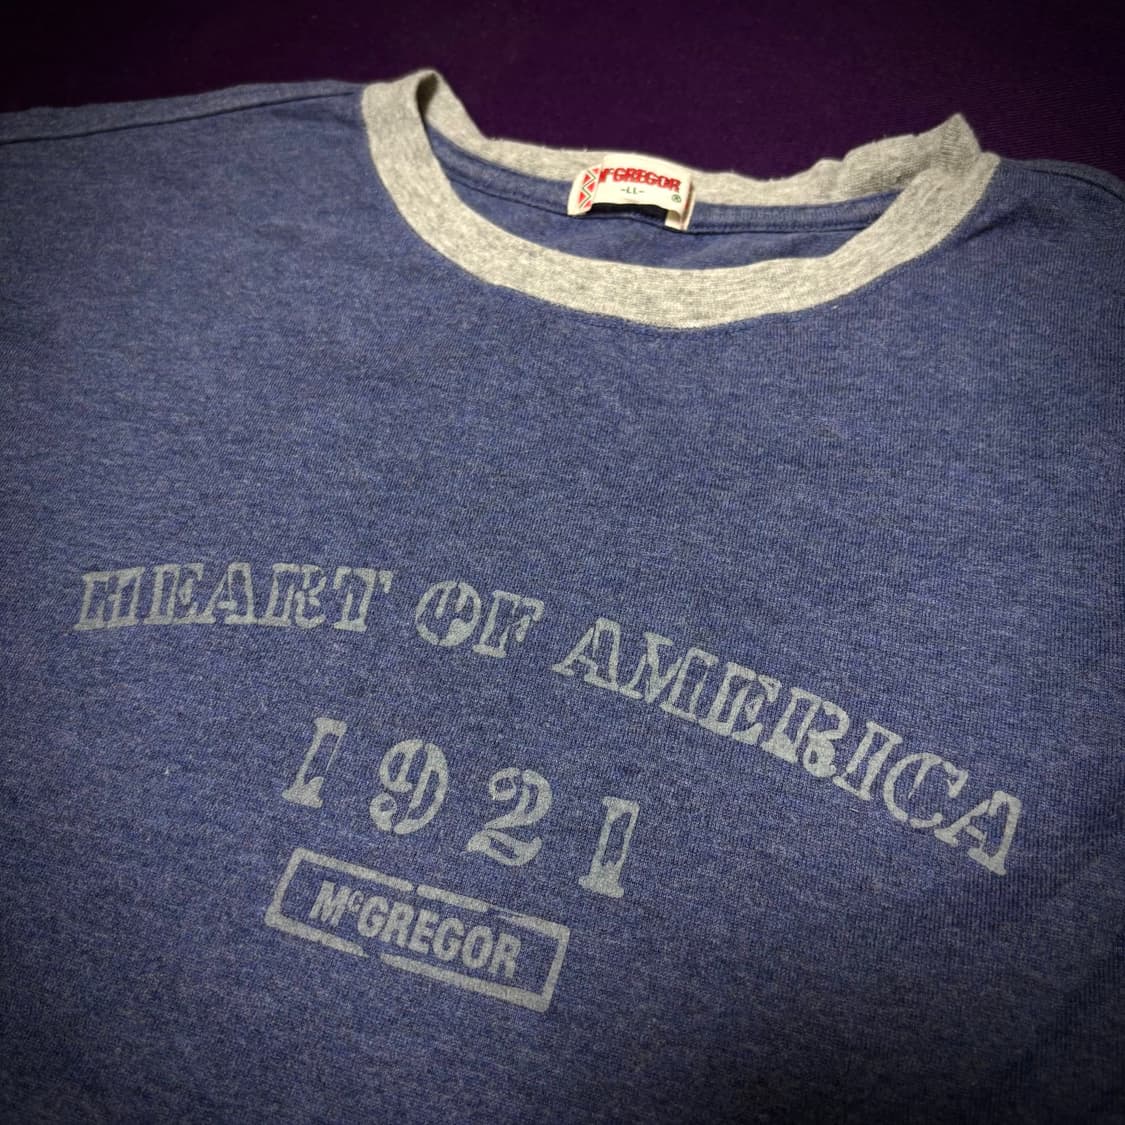 McGREGOR
-LL-
®
HEART OF AMERICA
1921
McGREGOR